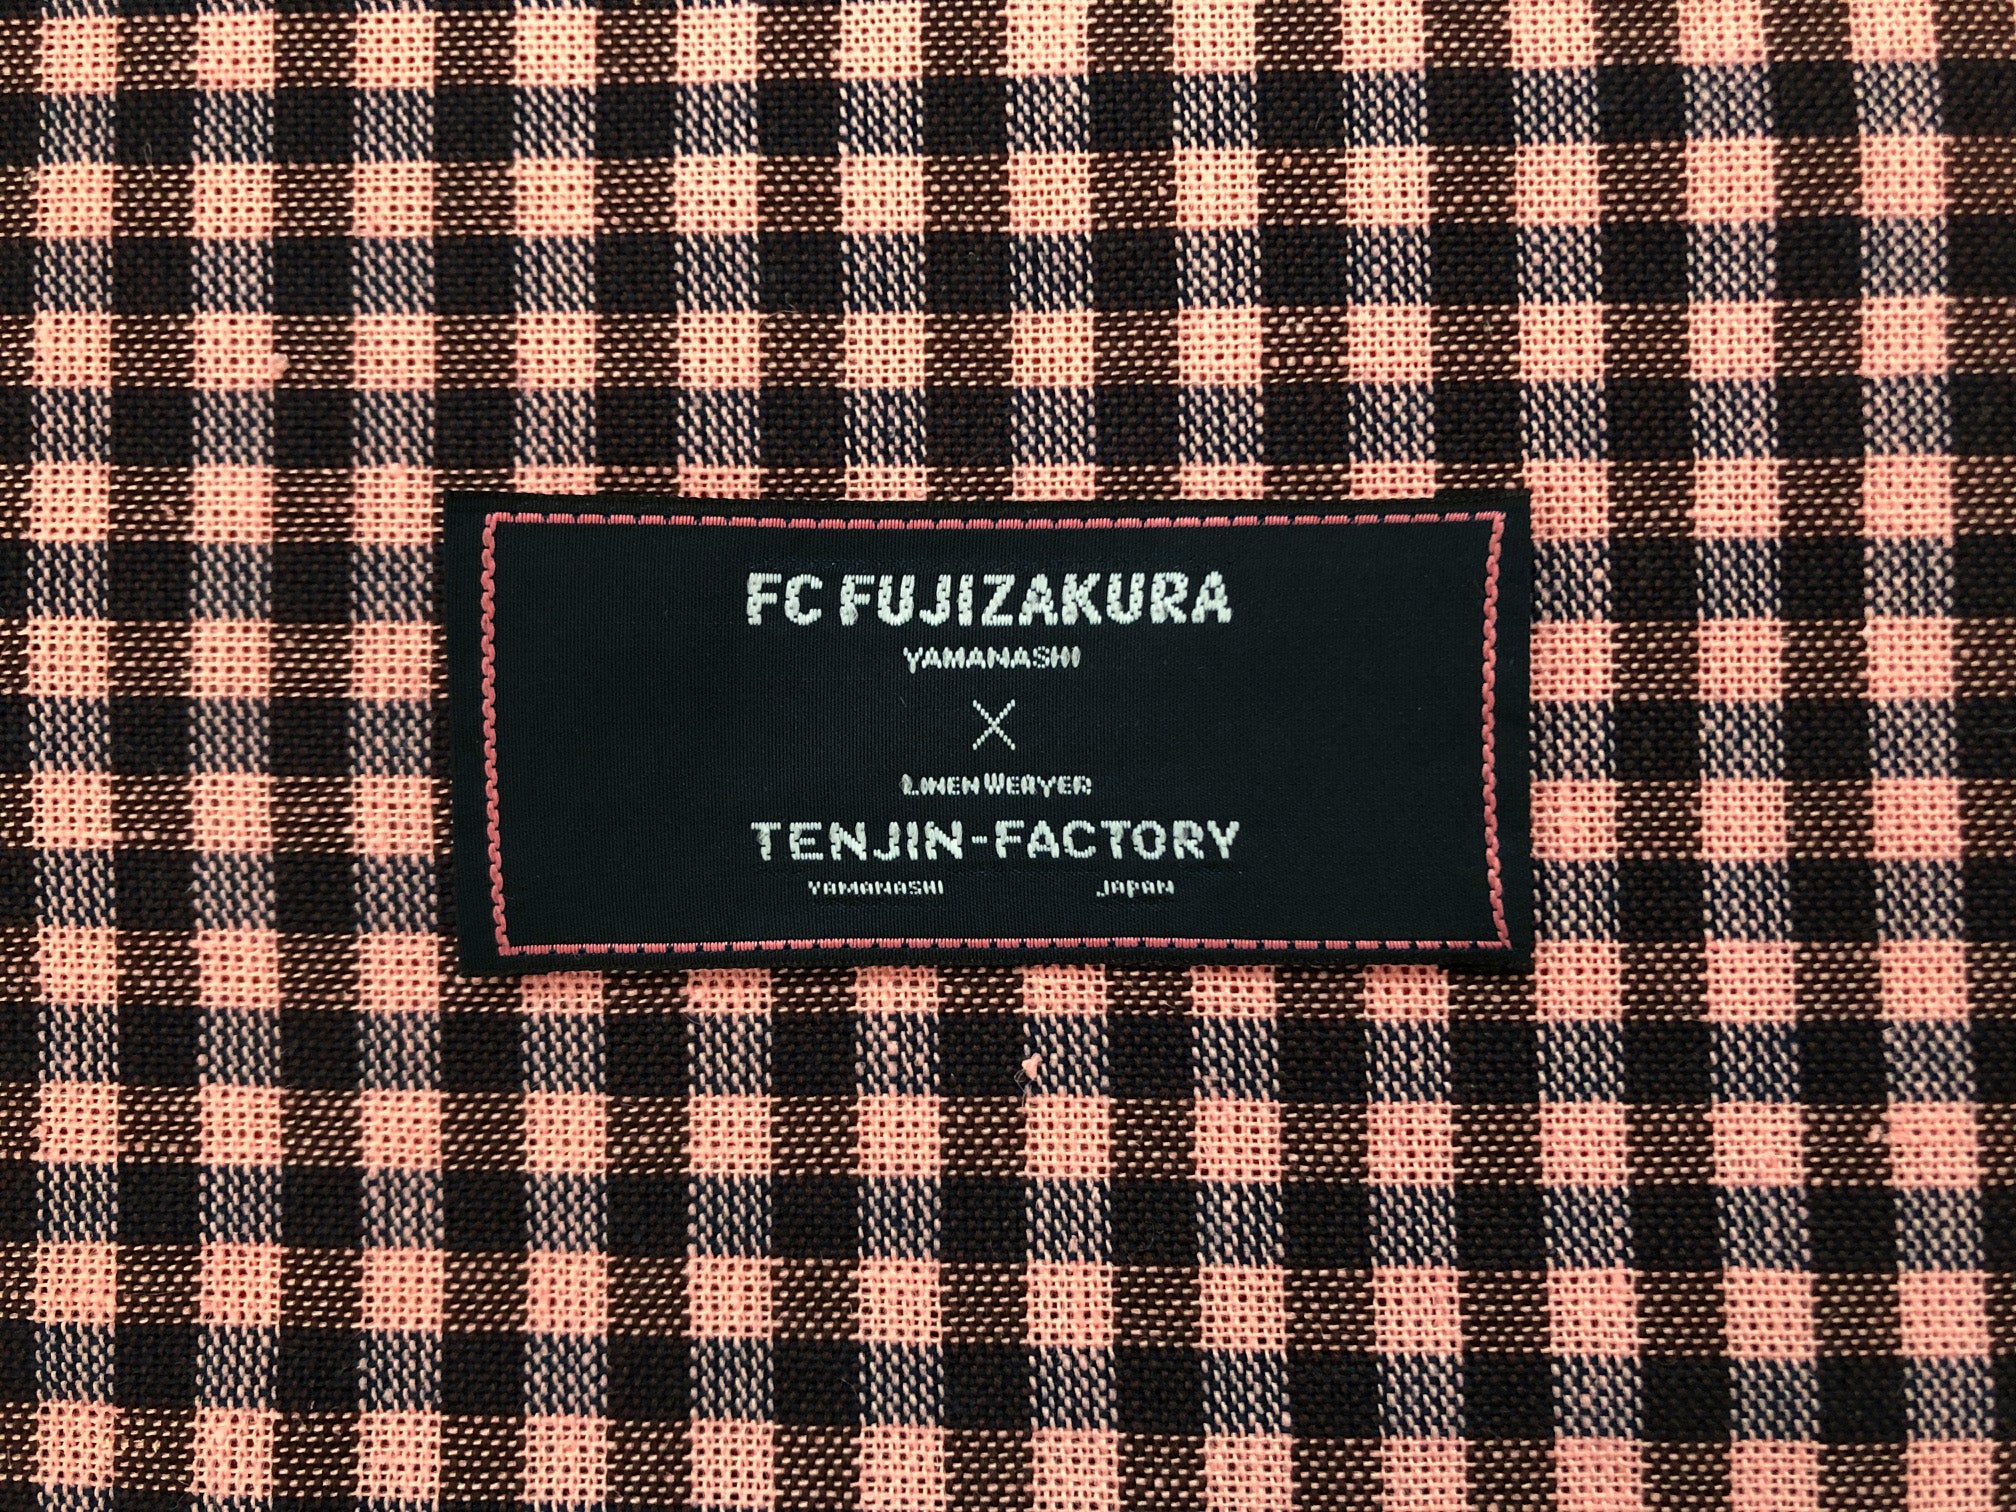 FC FUJIZAKURA
YAMANASHI
×
LINEN WEAVER
TENJIN-FACTORY
YAMANASHI JAPAN